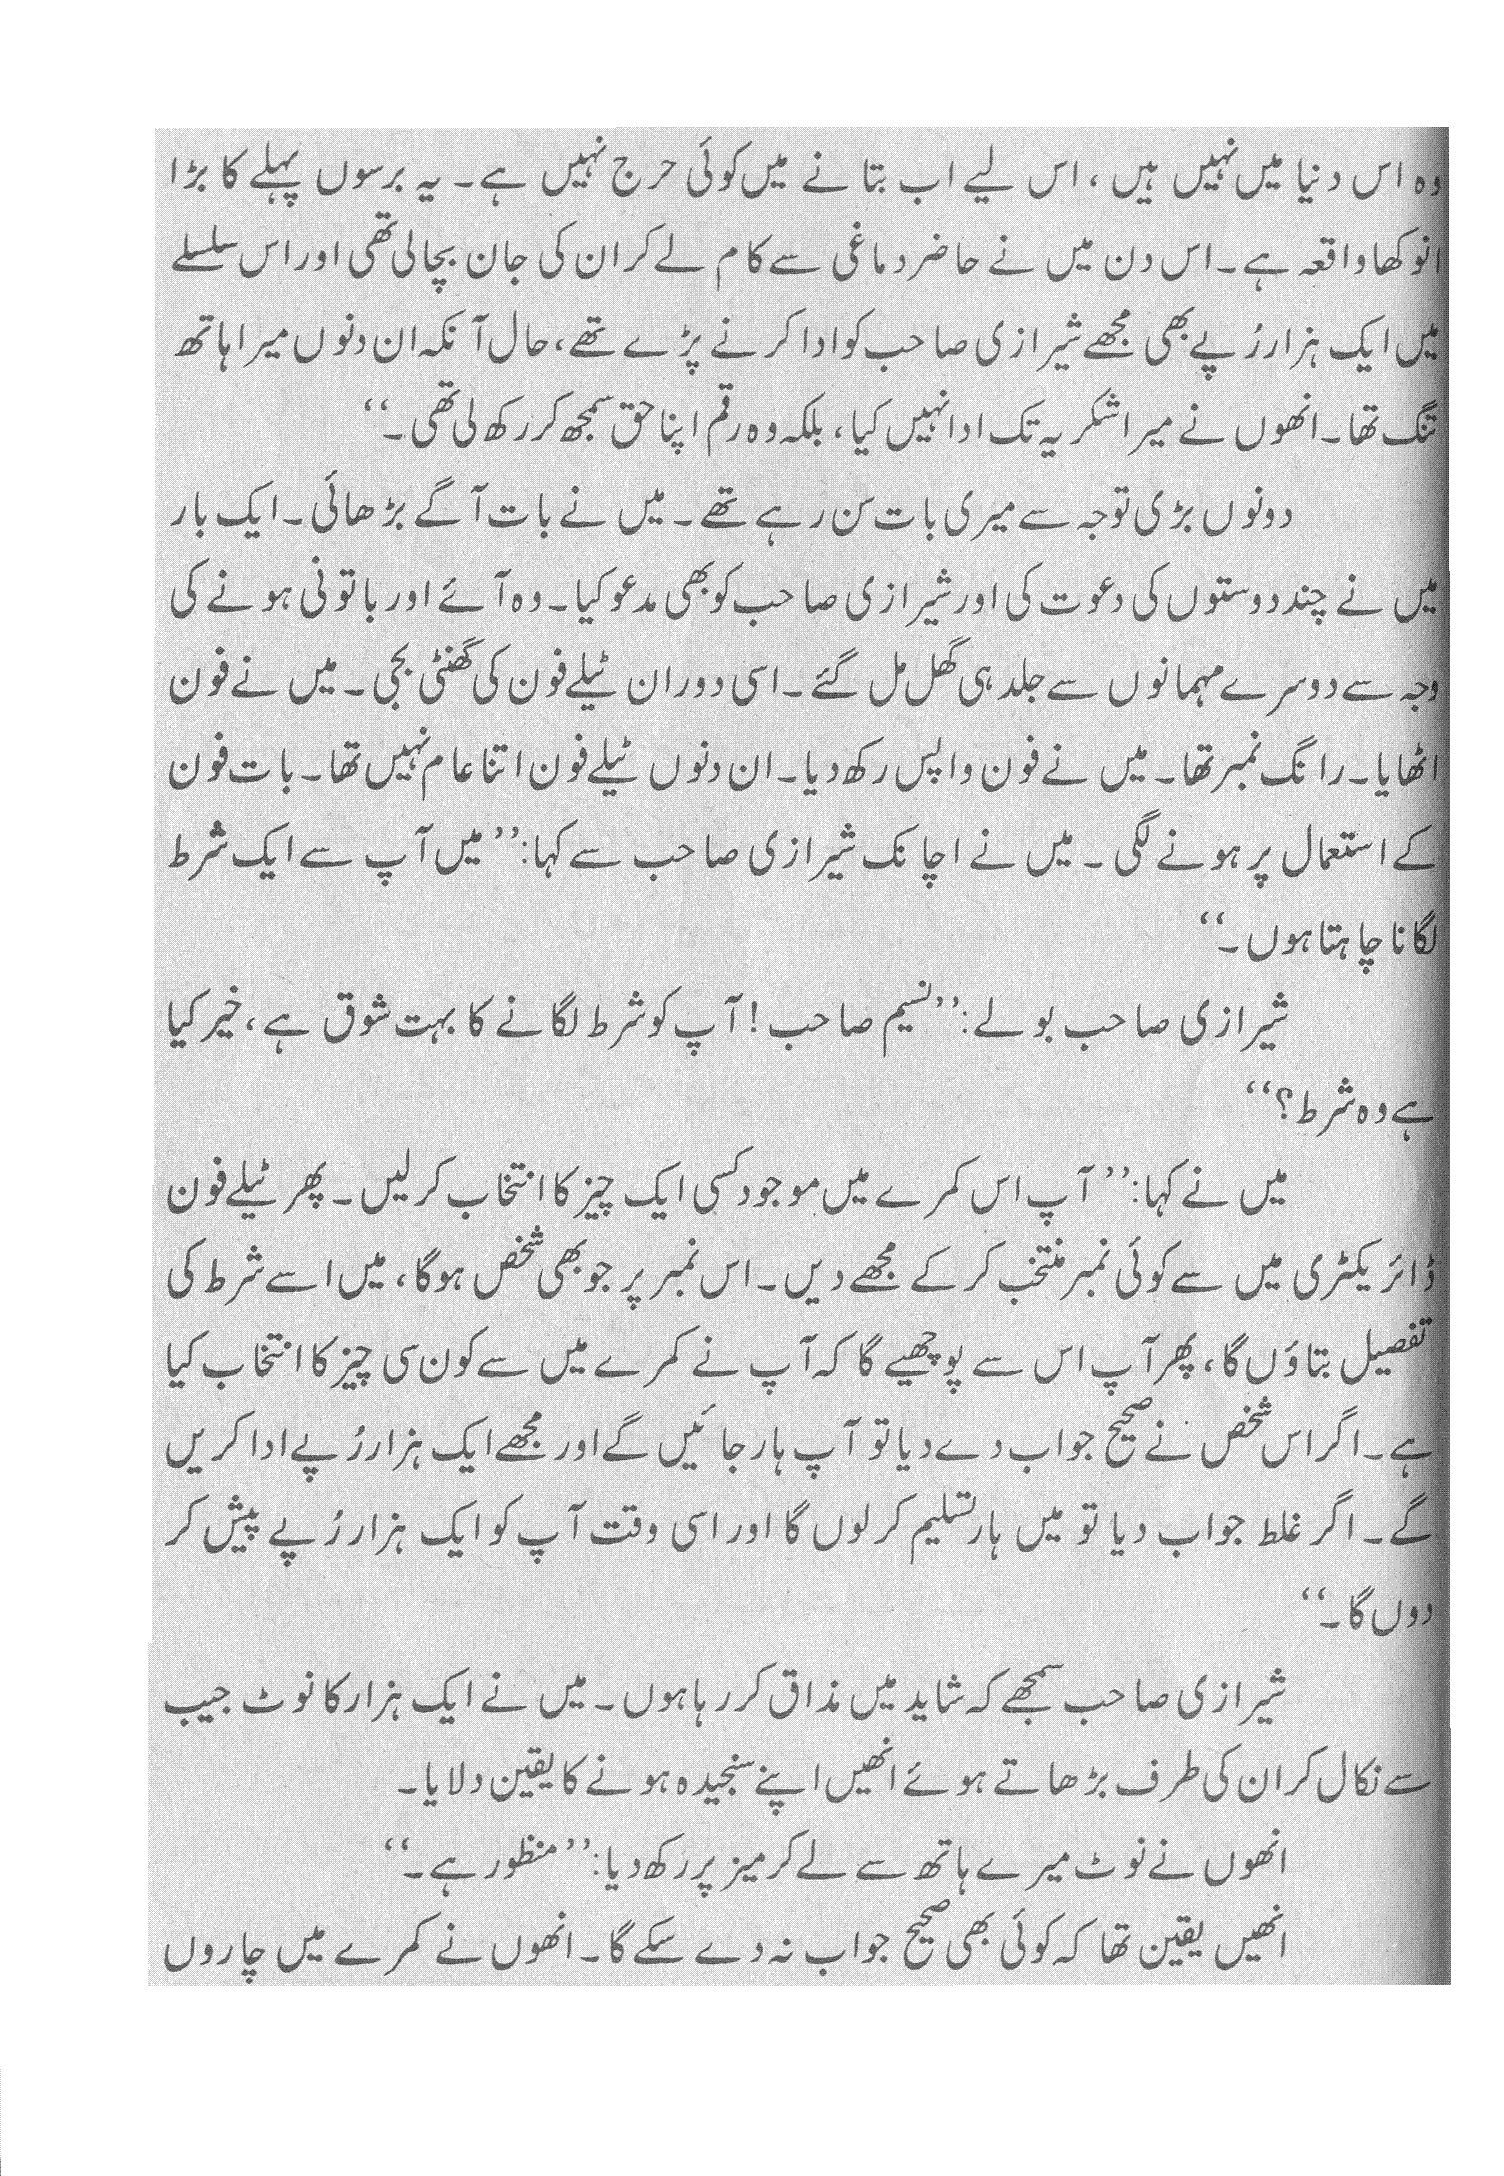 وہ اس دنیا میں نہیں ہیں، اس لیے اب بتا نے میں کوئی حرج نہیں ہے۔ یہ برسوں پہلے کا بڑا
انوکھا واقعہ ہے۔ اس دن میں نے حاضر دماغی سے کام لے کر ان کی جان بچالی تھی اور اس سلسلے
میں ایک ہزار رُپے بھی مجھے شیرازی صاحب کو ادا کرنے پڑے تھے، حال آنکہ ان دنوں میرا ہاتھ
تنگ تھا۔ انھوں نے میرا شکریہ تک ادا نہیں کیا، بلکہ وہ رقم اپنا حق سمجھ کر رکھ لی تھی۔‘‘
دونوں بڑی توجہ سے میری بات سن رہے تھے۔ میں نے بات آگے بڑھائی۔ ایک بار
میں نے چند دوستوں کی دعوت کی اور شیرازی صاحب کو بھی مدعو کیا۔ وہ آئے اور باتونی ہونے کی
وجہ سے دوسرے مہمانوں سے جلد ہی گھل مل گئے۔ اسی دوران ٹیلے فون کی گھنٹی بجی۔ میں نے فون
اٹھایا۔ رانگ نمبر تھا۔ میں نے فون واپس رکھ دیا۔ ان دنوں ٹیلے فون اتنا عام نہیں تھا۔ بات فون
کے استعمال پر ہونے لگی۔ میں نے اچانک شیرازی صاحب سے کہا:’’ میں آپ سے ایک شرط
لگانا چاہتا ہوں۔‘‘
شیرازی صاحب بولے:’’نسیم صاحب! آپ کو شرط لگانے کا بہت شوق ہے، خیر کیا
ہے وہ شرط؟‘‘
میں نے کہا:’’ آپ اس کمرے میں موجود کسی ایک چیز کا انتخاب کر لیں۔ پھر ٹیلے فون
ڈائریکٹری میں سے کوئی نمبر منتخب کر کے مجھے دیں۔ اس نمبر پر جو بھی شخص ہوگا، میں اسے شرط کی
تفصیل بتاؤں گا، پھر آپ اس سے پوچھیے گا کہ آپ نے کمرے میں سے کون سی چیز کا انتخاب کیا
ہے۔ اگر اس شخص نے صحیح جواب دے دیا تو آپ ہار جائیں گے اور مجھے ایک ہزار رُپے ادا کریں
گے۔ اگر غلط جواب دیا تو میں ہار تسلیم کر لوں گا اور اسی وقت آپ کو ایک ہزار رُپے پیش کر
دوں گا۔‘‘
شیرازی صاحب سمجھے کہ شاید میں مذاق کر رہا ہوں۔ میں نے ایک ہزار کا نوٹ جیب
سے نکال کر ان کی طرف بڑھاتے ہوئے انھیں اپنے سنجیدہ ہونے کا یقین دلایا۔
انھوں نے نوٹ میرے ہاتھ سے لے کر میز پر رکھ دیا:’’منظور ہے۔‘‘
انھیں یقین تھا کہ کوئی بھی صحیح جواب نہ دے سکے گا۔ انھوں نے کمرے میں چاروں